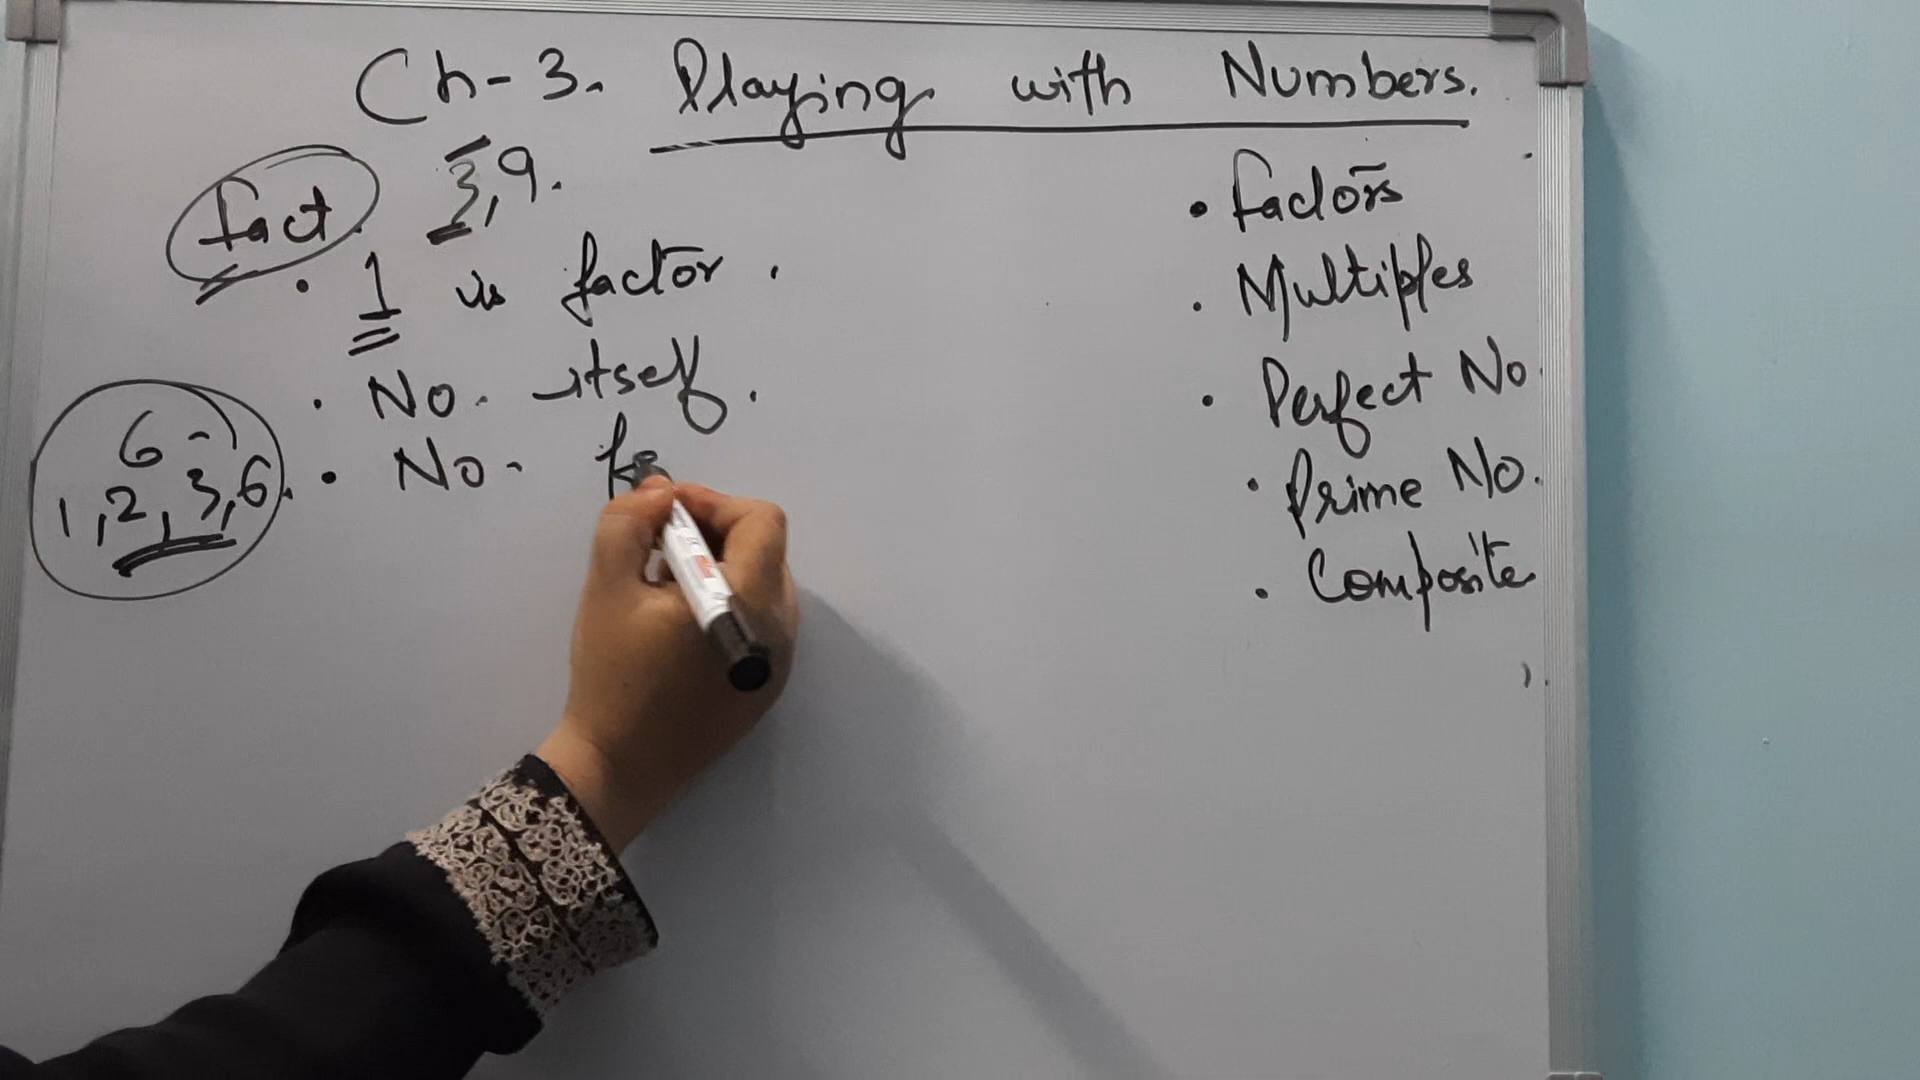 Ch-3. Playing with Numbers.
fact. 3,9.
. 1 is factor.
. No. itself.
. No.
6-)
1,2,3,6.
. factors
. Multiples
. Perfect No.
. Prime No.
. Composite